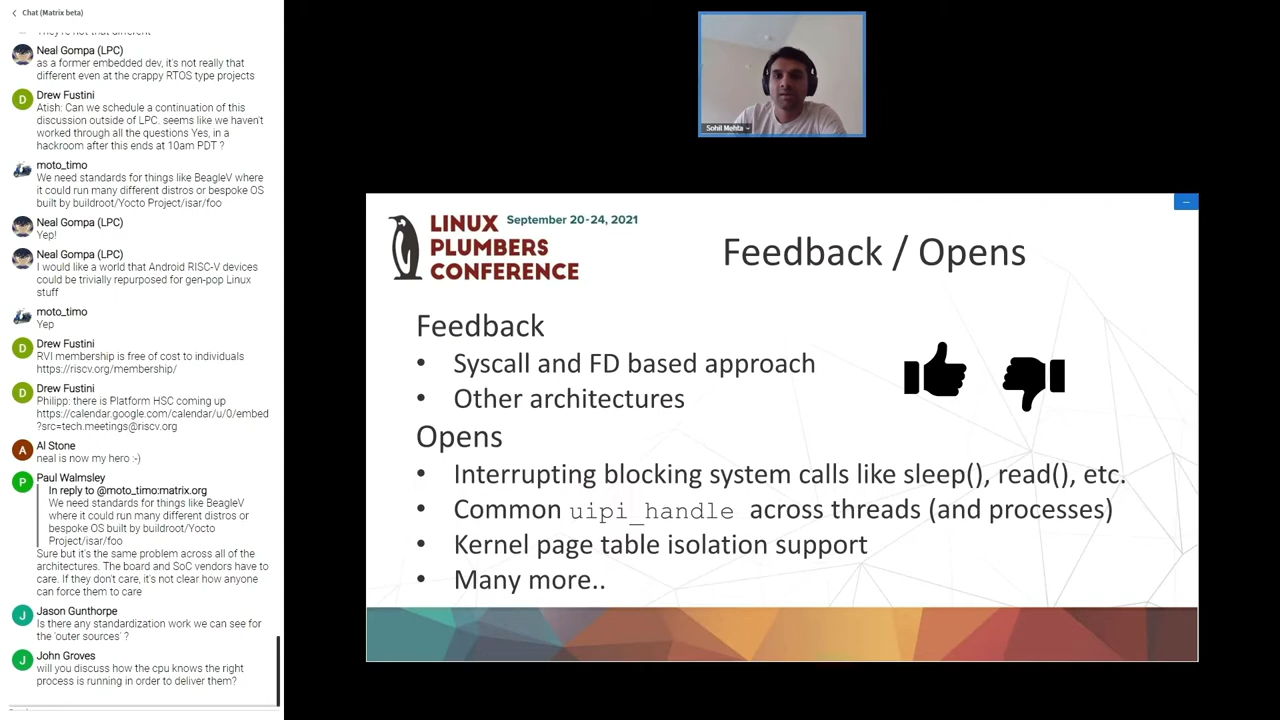 Chat (Matrix beta)
They're not that different
Neal Gompa (LPC)
as a former embedded dev, it's not really that
different even at the crappy RTOS type projects
D
Drew Fustini
Atish: Can we schedule a continuation of this
discussion outside of LPC. seems like we haven't
worked through all the questions Yes, in a
hackroom after this ends at 10am PDT ?
moto_timo
We need standards for things like BeagleV where
it could run many different distros or bespoke OS
built by buildroot/Yocto Project/isar/foo
Neal Gompa (LPC)
Yep!
Neal Gompa (LPC)
I would like a world that Android RISC-V devices
could be trivially repurposed for gen-pop Linux
stuff
moto_timo
Yep
D
Drew Fustini
RVI membership is free of cost to individuals
https://riscv.org/membership/
D
Drew Fustini
Philipp: there is Platform HSC coming up
https://calendar.google.com/calendar/u/0/embed
?src=tech.meetings@riscv.org
A
Al Stone
neal is now my hero :-)
P
Paul Walmsley
In reply to @moto_timo:matrix.org
We need standards for things like BeagleV
where it could run many different distros or
bespoke OS built by buildroot/Yocto
Project/isar/foo
Sure but it's the same problem across all of the
architectures. The board and SoC vendors have to
care. If they don't care, it's not clear how anyone
can force them to care
J
Jason Gunthorpe
Is there any standardization work we can see for
the 'outer sources' ?
J
John Groves
will you discuss how the cpu knows the right
process is running in order to deliver them?
Sohil Mehta
LINUX
PLUMBERS
CONFERENCE
September 20-24, 2021
Feedback / Opens
Feedback
• Syscall and FD based approach
• Other architectures
Opens
• Interrupting blocking system calls like sleep(), read(), etc.
• Common uipi_handle across threads (and processes)
• Kernel page table isolation support
• Many more..